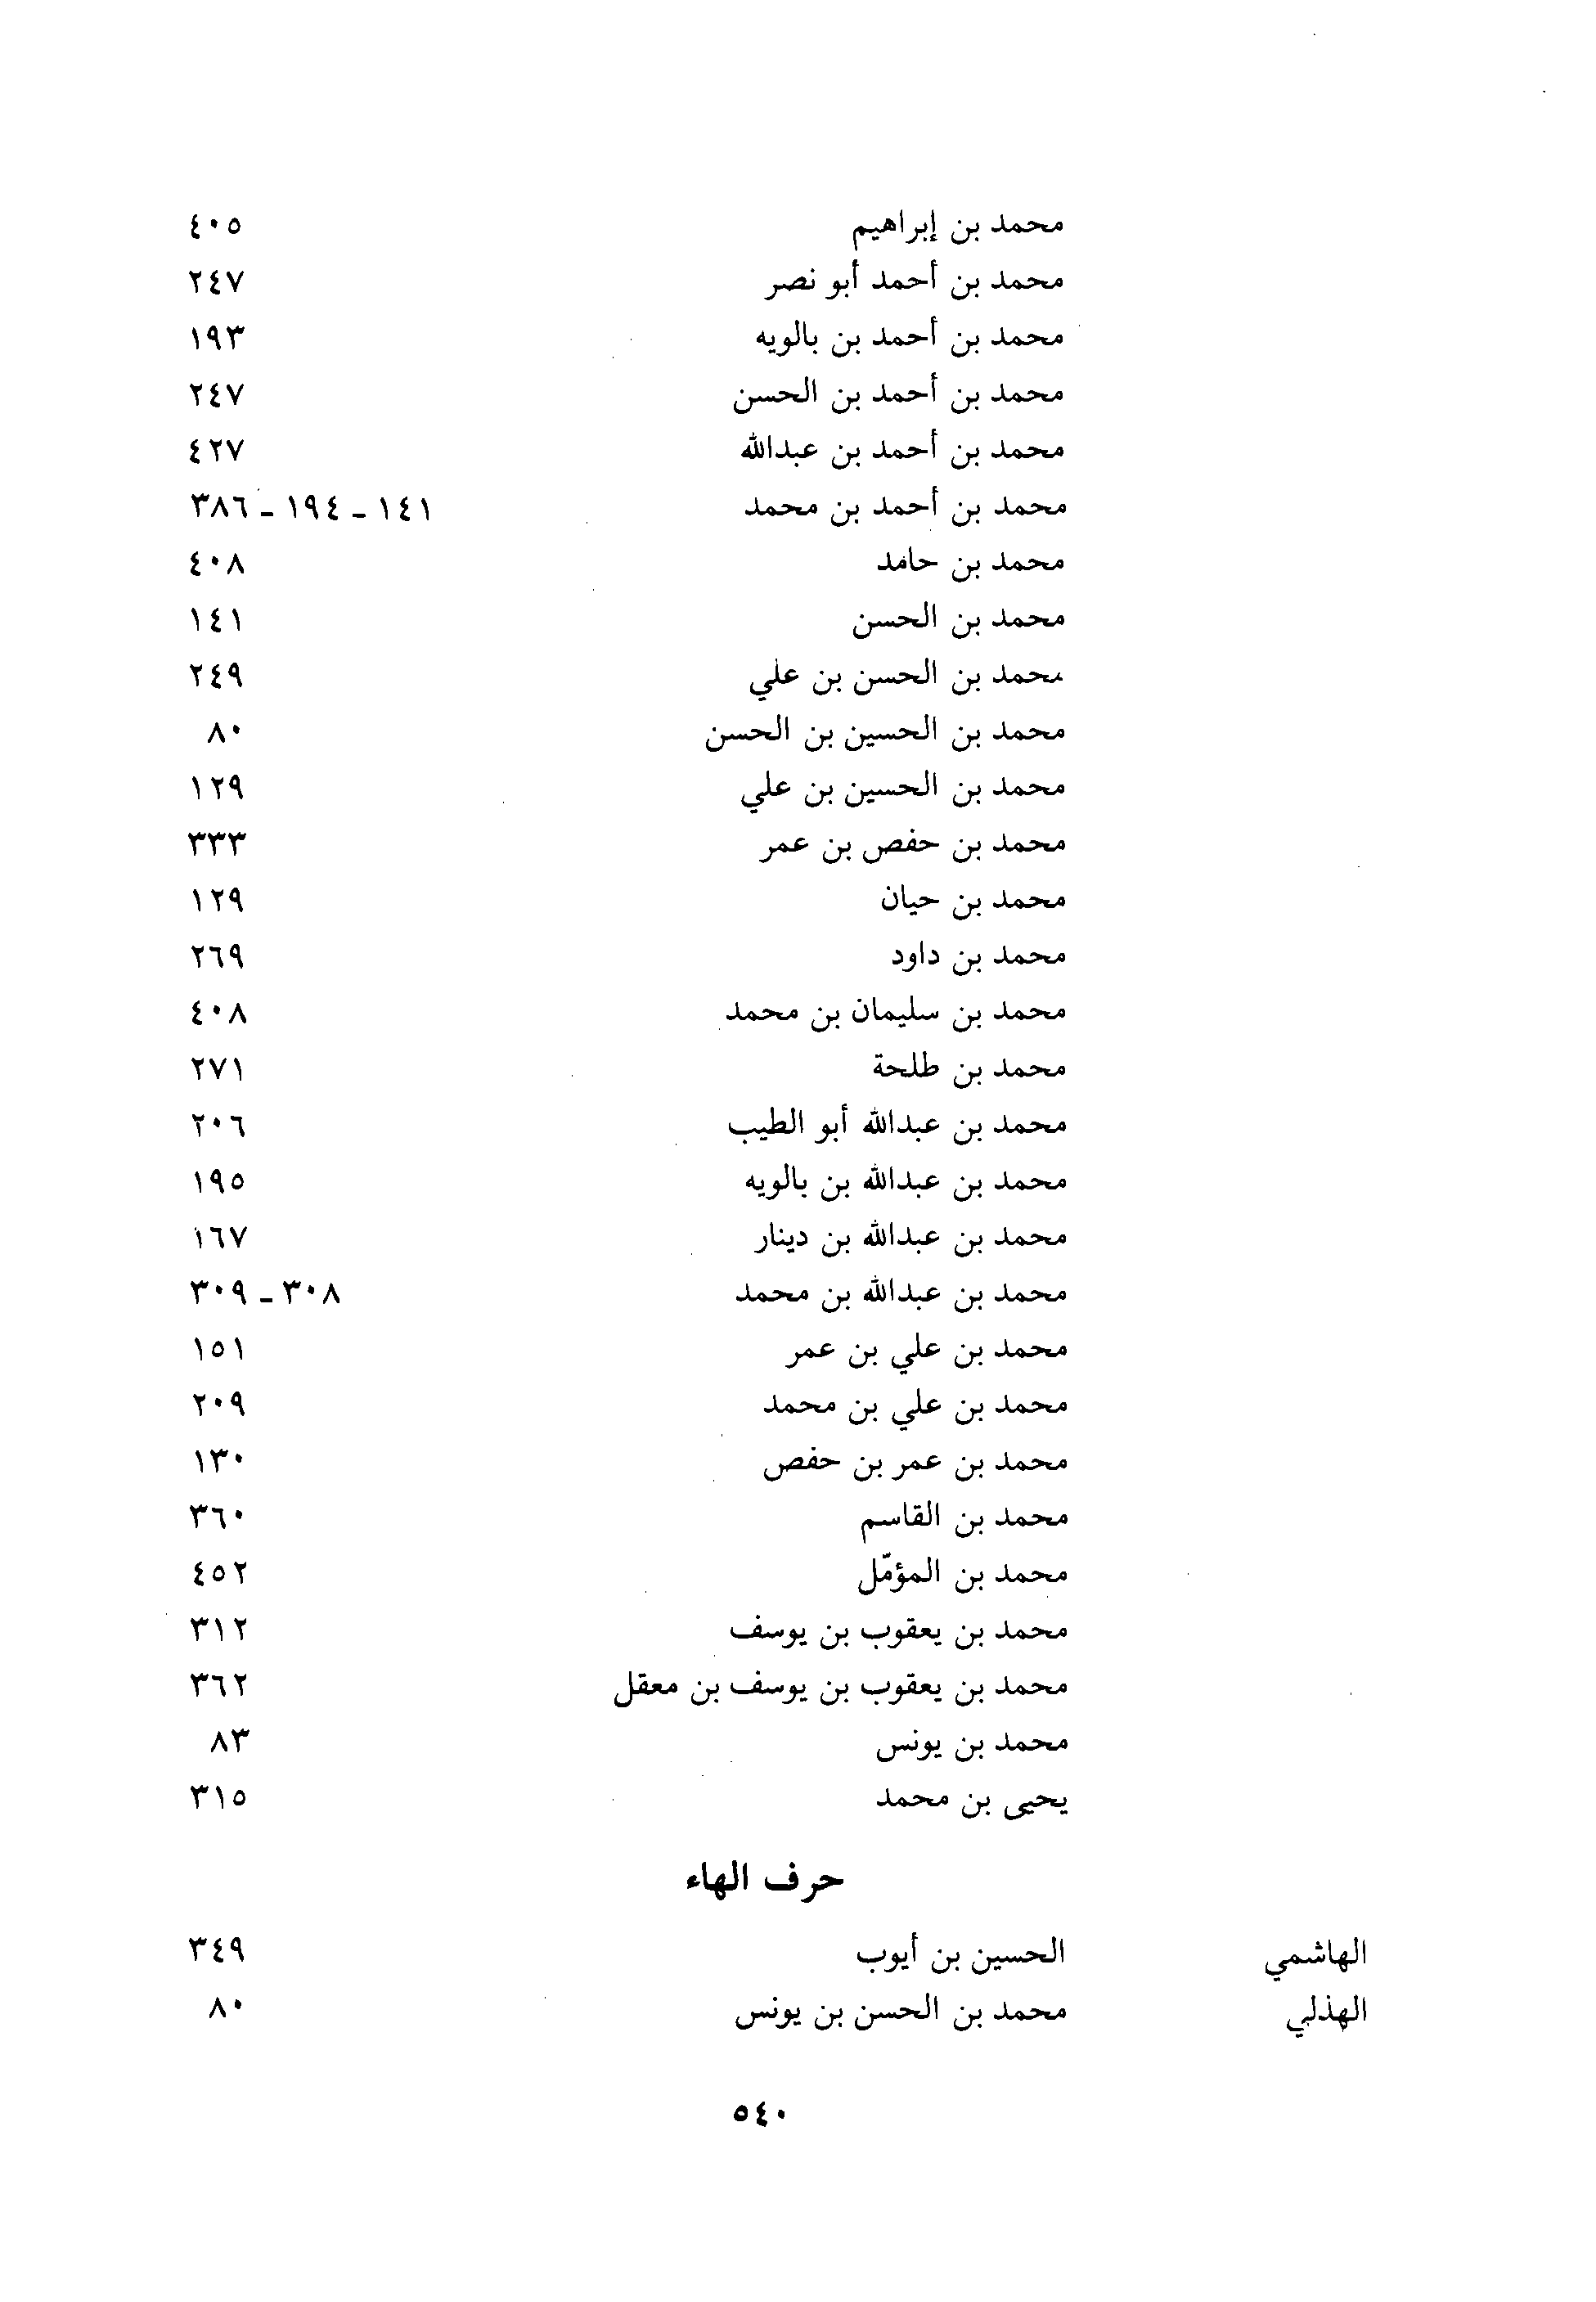 محمد بن إبراهيم ٤٠٥
محمد بن أحمد أبو نصر ٢٤٧
محمد بن أحمد بن بالويه ١٩٣
محمد بن أحمد بن الحسن ٢٤٧
محمد بن أحمد بن عبدالله ٤٢٧
محمد بن أحمد بن محمد ١٤١ - ١٩٤ - ٣٨٦
محمد بن حامد ٤٠٨
محمد بن الحسن ١٤١
محمد بن الحسن بن علي ٢٤٩
محمد بن الحسين بن الحسن ٨٠
محمد بن الحسين بن علي ١٢٩
محمد بن حفص بن عمر ٣٣٣
محمد بن حيان ١٢٩
محمد بن داود ٢٦٩
محمد بن سليمان بن محمد ٤٠٨
محمد بن طلحة ٢٧١
محمد بن عبدالله أبو الطيب ٢٠٦
محمد بن عبدالله بن بالويه ١٩٥
محمد بن عبدالله بن دينار ١٦٧
محمد بن عبدالله بن محمد ٣٠٨ - ٣٠٩
محمد بن علي بن عمر ١٥١
محمد بن علي بن محمد ٢٠٩
محمد بن عمر بن حفص ١٣٠
محمد بن القاسم ٣٦٠
محمد بن المؤمّل ٤٥٢
محمد بن يعقوب بن يوسف ٣١٢
محمد بن يعقوب بن يوسف بن معقل ٣٦٢
محمد بن يونس ٨٣
يحيى بن محمد ٣١٥
حرف الهاء
الهاشمي الحسين بن أيوب ٣٤٩
الهذلي محمد بن الحسن بن يونس ٨٠
٥٤٠